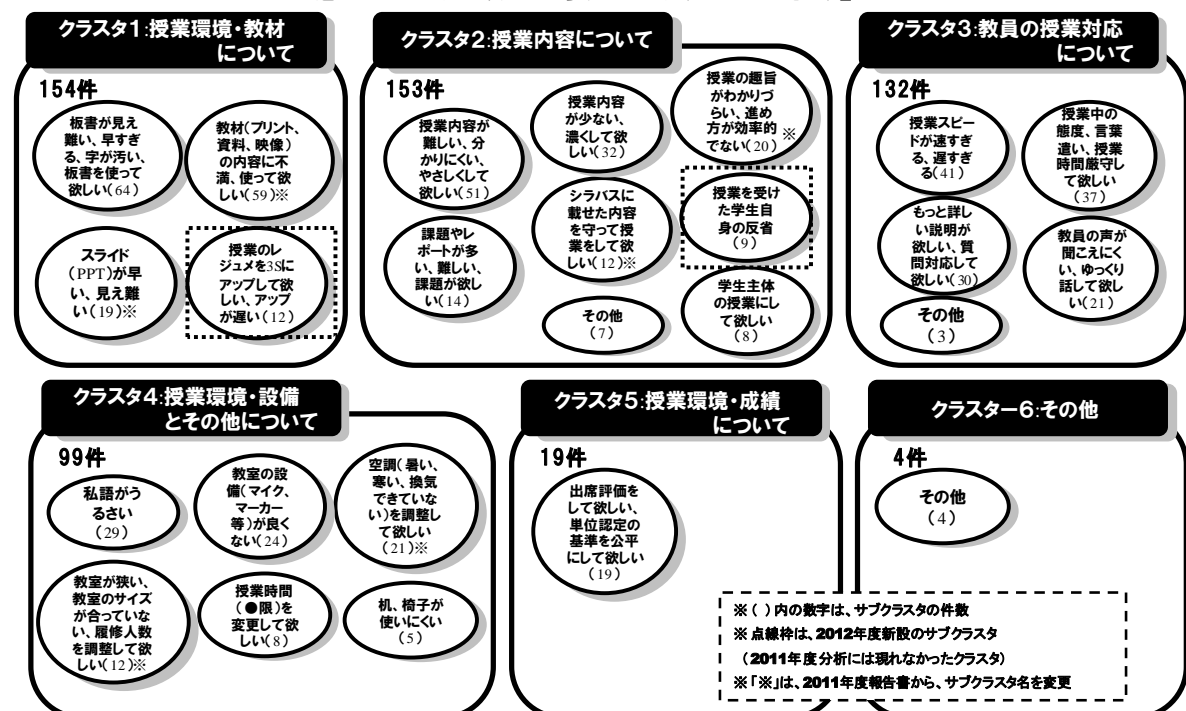 クラスタ1:授業環境・教材
について
154件
板書が見え
難い、早すぎ
る、字が汚い、
板書を使って
欲しい(64)
教材(プリント、
資料、映像)
の内容に不
満、使って欲
しい(59)※
スライド
(PPT)が早
い、見え難
い(19)※
授業のレ
ジュメを3Sに
アップして欲
しい、アップ
が遅い(12)
クラスタ2:授業内容について
153件
授業内容が
難しい、分
かりにくい、
やさしくして
欲しい(51)
授業内容
が少ない、
濃くして欲
しい(32)
授業の趣旨
がわかりづ
らい、進め
方が効率的
でない(20)※
課題やレ
ポートが多
い、難しい、
課題が欲し
い(14)
シラバスに
載せた内容
を守って授
業をして欲
しい(12)※
授業を受け
た学生自
身の反省
(9)
その他
(7)
学生主体
の授業にし
て欲しい
(8)
クラスタ3:教員の授業対応
について
132件
授業スピー
ドが速すぎ
る、遅すぎ
る(41)
授業中の
態度、言葉
遣い、授業
時間厳守し
て欲しい
(37)
もっと詳し
い説明が
欲しい、質
問対応して
欲しい(30)
教員の声が
聞こえにく
い、ゆっくり
話して欲し
い(21)
その他
(3)
クラスタ4:授業環境・設備
とその他について
99件
私語がう
るさい
(29)
教室の設
備(マイク、
マーカー
等)が良く
ない(24)
空調(暑い、
寒い、換気
できていな
い)を調整し
て欲しい
(21)※
教室が狭い、
教室のサイズ
が合っていな
い、履修人数
を調整して欲
しい(12)※
授業時間
(●限)を
変更して欲
しい(8)
机、椅子が
使いにくい
(5)
クラスタ5:授業環境・成績
について
19件
出席評価を
して欲しい、
単位認定の
基準を公平
にして欲しい
(19)
クラスター6:その他
4件
その他
(4)
※( )内の数字は、サブクラスタの件数
※点線枠は、2012年度新設のサブクラスタ
(2011年度分析には現れなかったクラスタ)
※「※」は、2011年度報告書から、サブクラスタ名を変更